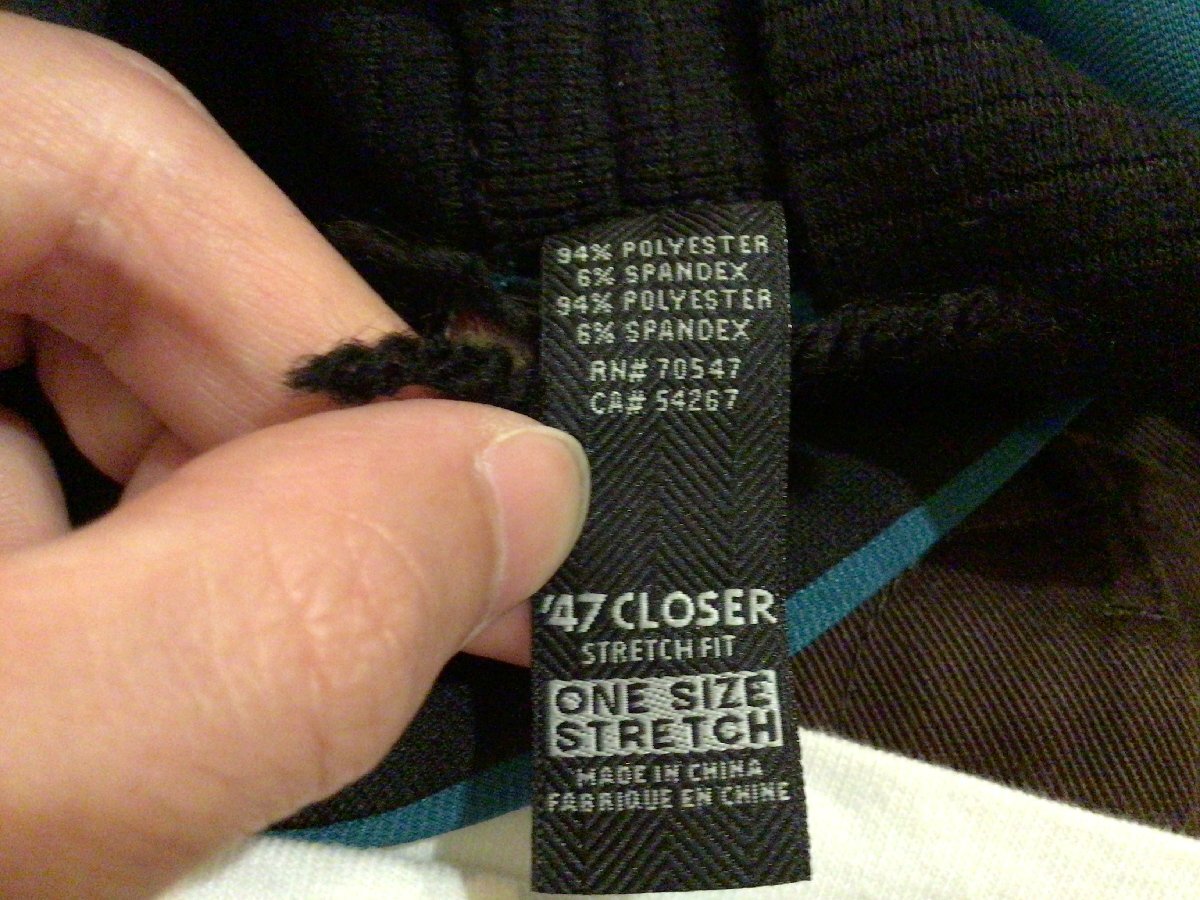 94% POLYESTER
6% SPANDEX
94% POLYESTER
6% SPANDEX
RN# 70547
CA# 54267
'47 CLOSER
STRETCH FIT
ONE SIZE
STRETCH
MADE IN CHINA
FABRIQUE EN CHINE